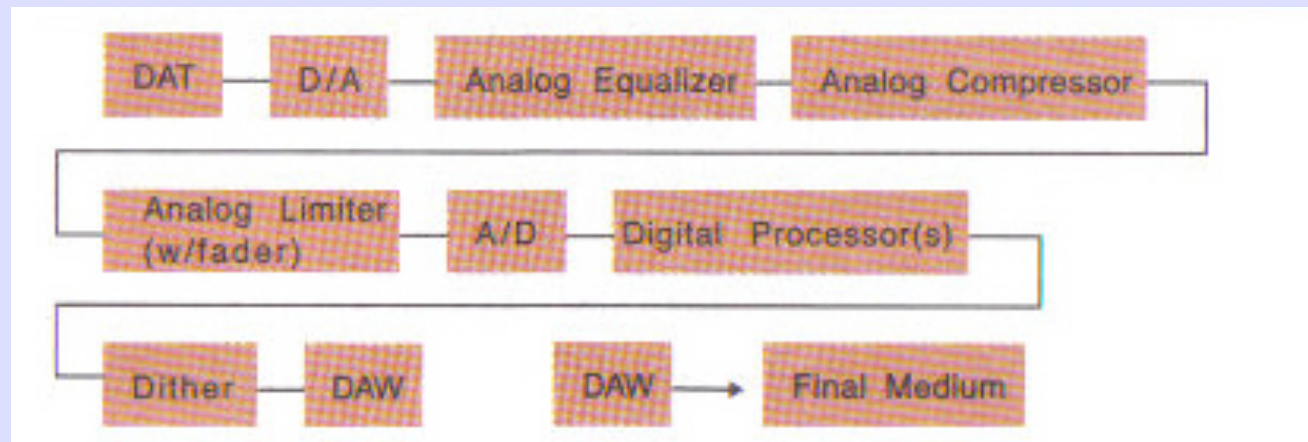 DAT
D/A
Analog Equalizer
Analog Compressor
Analog Limiter
(w/fader)
A/D
Digital Processor(s)
Dither
DAW
DAW
Final Medium